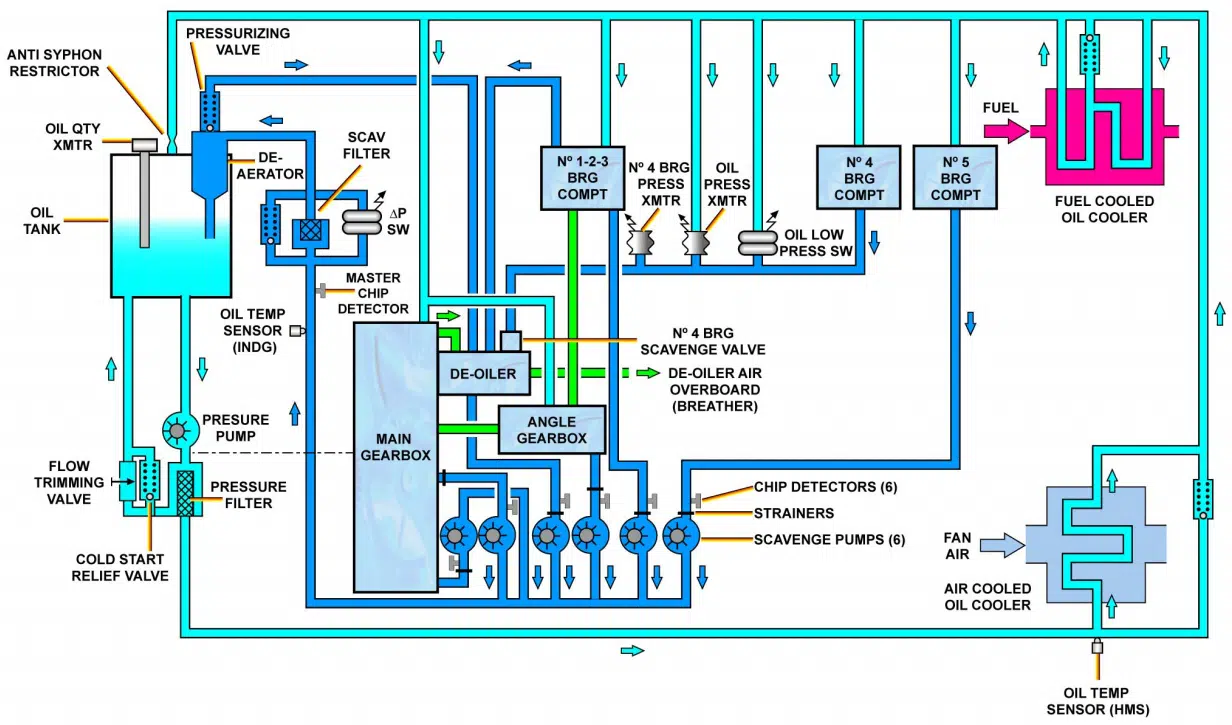 PRESSURIZING
VALVE
ANTI SYPHON
RESTRICTOR
OIL QTY
XMTR
DE-
AERATOR
SCAV
FILTER
OIL
TANK
ΔP
SW
MASTER
CHIP
DETECTOR
OIL TEMP
SENSOR
(INDG)
Nº 1-2-3
BRG
COMPT
Nº 4 BRG
PRESS
XMTR
OIL
PRESS
XMTR
OIL LOW
PRESS SW
Nº 4
BRG
COMPT
Nº 5
BRG
COMPT
FUEL
FUEL COOLED
OIL COOLER
Nº 4 BRG
SCAVENGE VALVE
DE-OILER
DE-OILER AIR
OVERBOARD
(BREATHER)
ANGLE
GEARBOX
MAIN
GEARBOX
PRESURE
PUMP
FLOW
TRIMMING
VALVE
PRESSURE
FILTER
COLD START
RELIEF VALVE
CHIP DETECTORS (6)
STRAINERS
SCAVENGE PUMPS (6)
FAN
AIR
AIR COOLED
OIL COOLER
OIL TEMP
SENSOR (HMS)